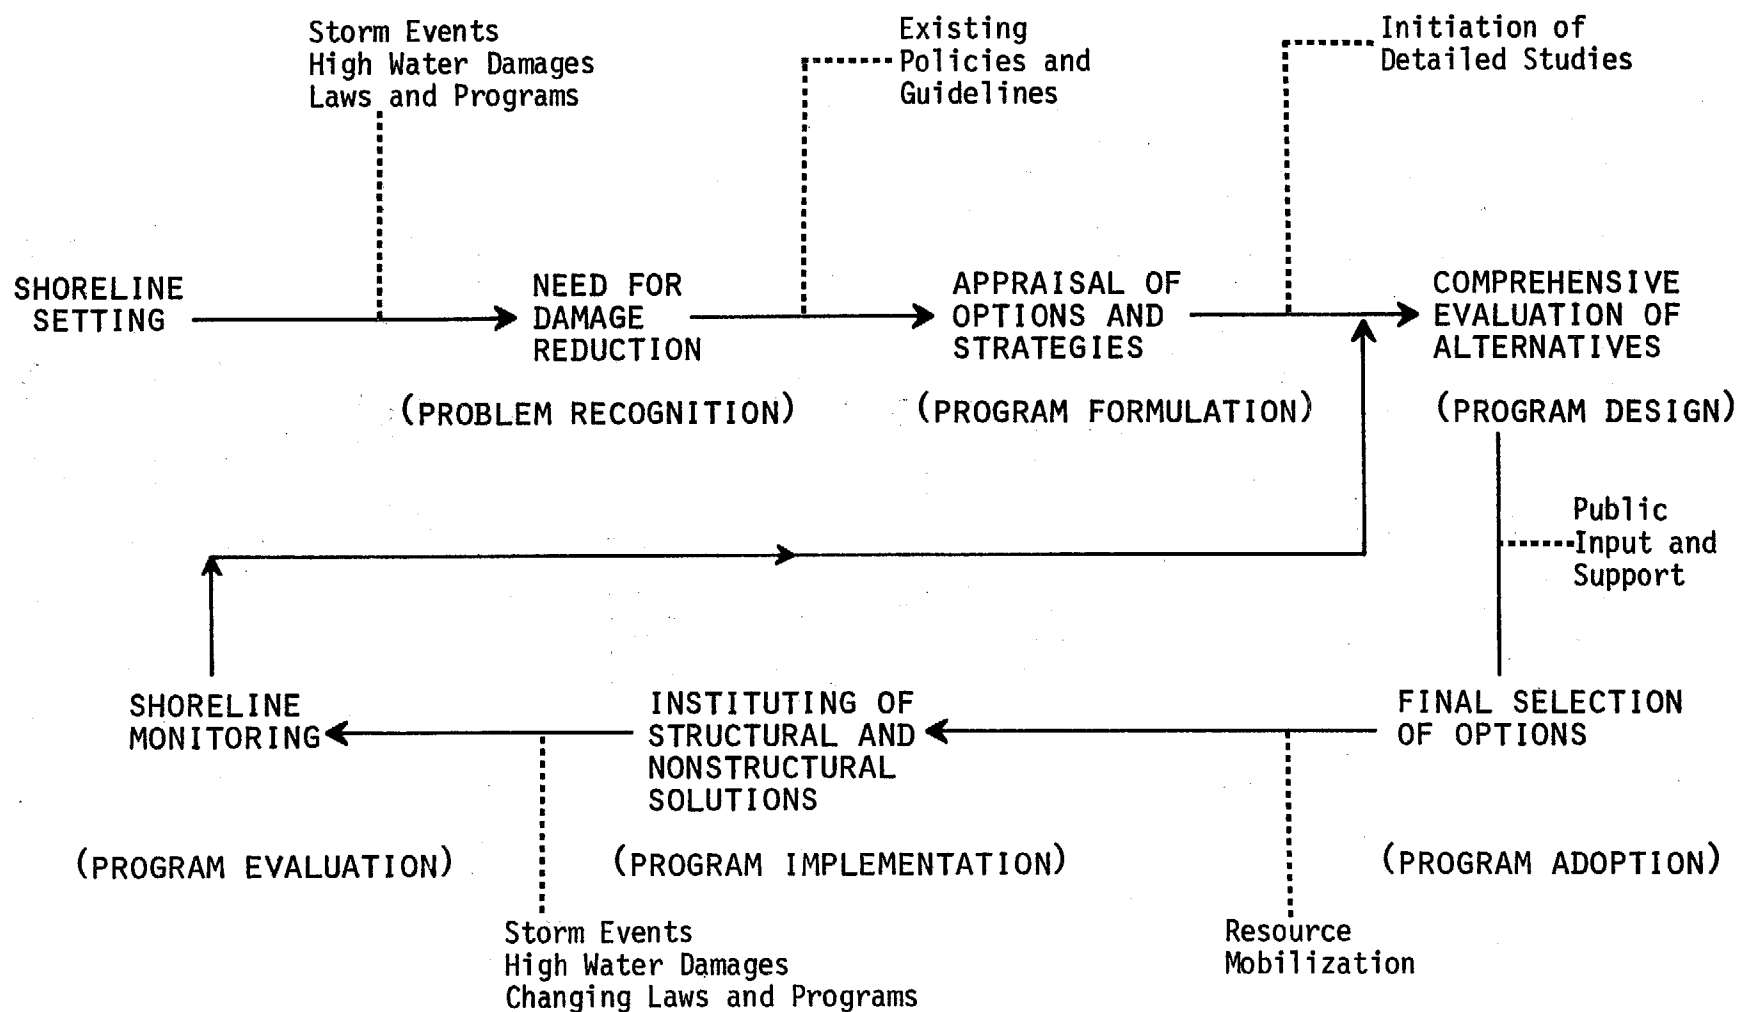 Storm Events
High Water Damages
Laws and Programs
Existing
Policies and
Guidelines
Initiation of
Detailed Studies
SHORELINE
SETTING
NEED FOR
DAMAGE
REDUCTION
(PROBLEM RECOGNITION)
APPRAISAL OF
OPTIONS AND
STRATEGIES
(PROGRAM FORMULATION)
COMPREHENSIVE
EVALUATION OF
ALTERNATIVES
(PROGRAM DESIGN)
Public
Input and
Support
FINAL SELECTION
OF OPTIONS
(PROGRAM ADOPTION)
Resource
Mobilization
INSTITUTING OF
STRUCTURAL AND
NONSTRUCTURAL
SOLUTIONS
(PROGRAM IMPLEMENTATION)
Storm Events
High Water Damages
Changing Laws and Programs
SHORELINE
MONITORING
(PROGRAM EVALUATION)